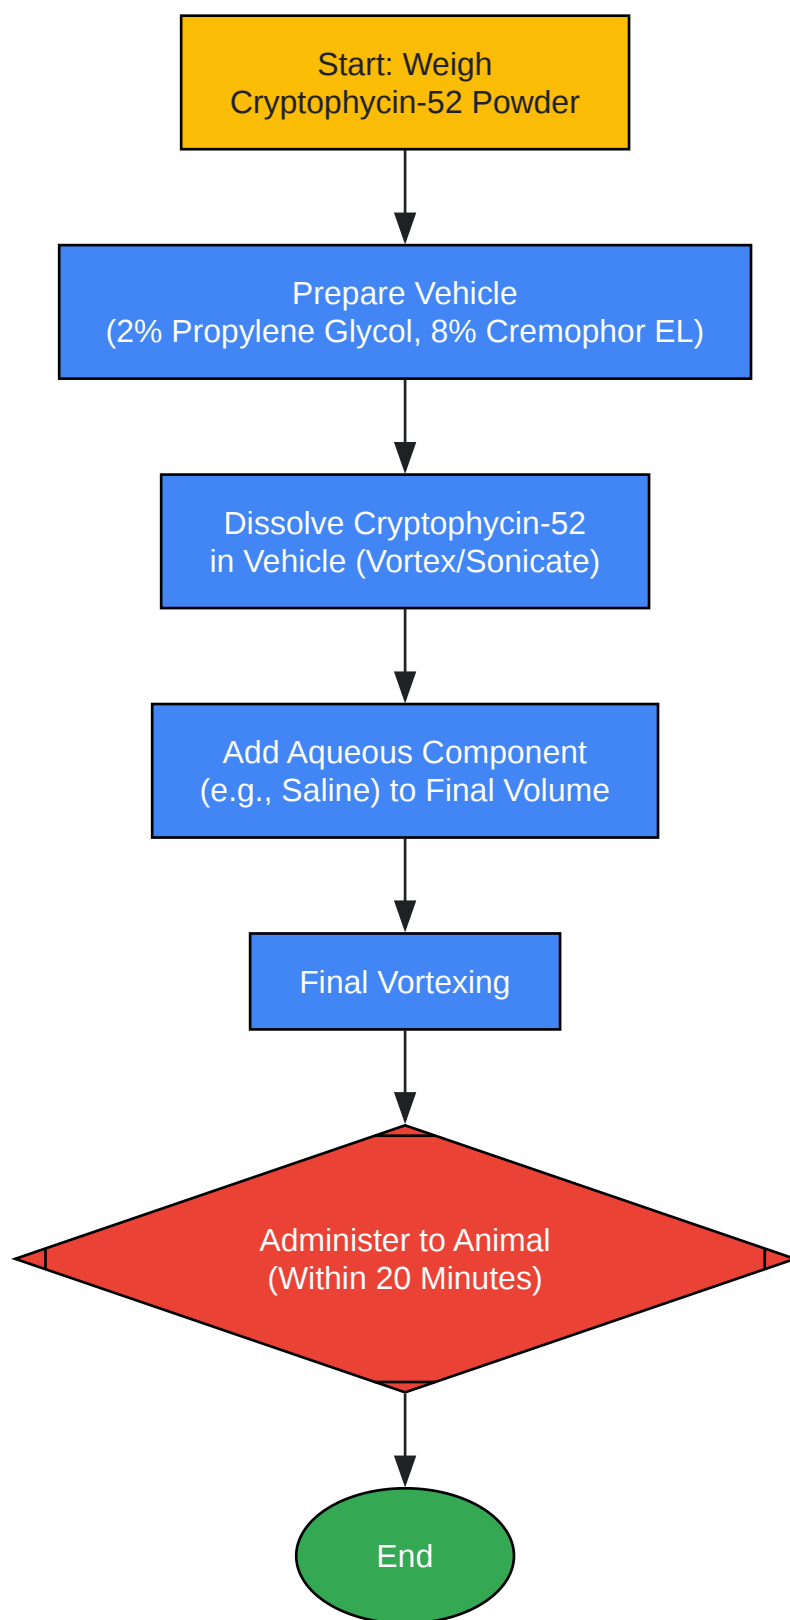 Start: Weigh
Cryptophycin-52 Powder
Prepare Vehicle
(2% Propylene Glycol, 8% Cremophor EL)
Dissolve Cryptophycin-52
in Vehicle (Vortex/Sonicate)
Add Aqueous Component
(e.g., Saline) to Final Volume
Final Vortexing
Administer to Animal
(Within 20 Minutes)
End